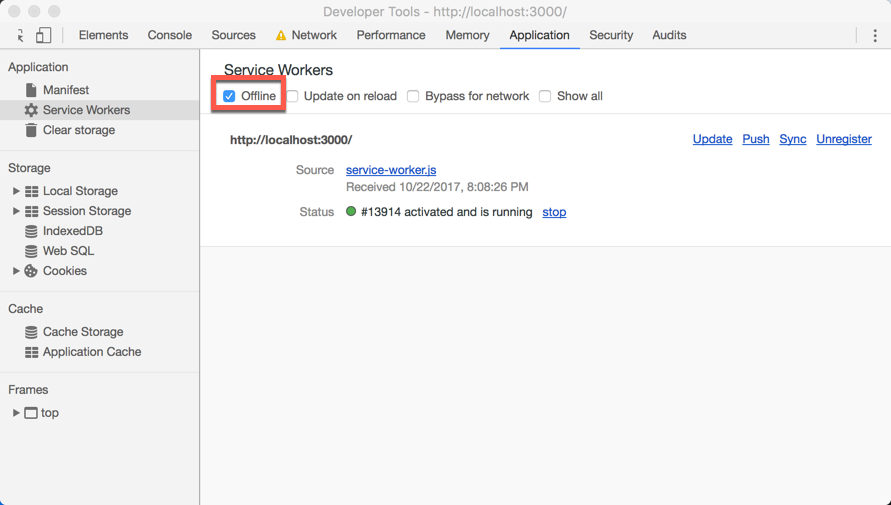 Developer Tools - http://localhost:3000/
Elements Console Sources Network Performance Memory Application Security Audits
Application
Manifest
Service Workers
Clear storage
Storage
Local Storage
Session Storage
IndexedDB
Web SQL
Cookies
Cache
Cache Storage
Application Cache
Frames
top
Service Workers
Offline Update on reload Bypass for network Show all
http://localhost:3000/ Update Push Sync Unregister
Source service-worker.js
Received 10/22/2017, 8:08:26 PM
Status #13914 activated and is running stop